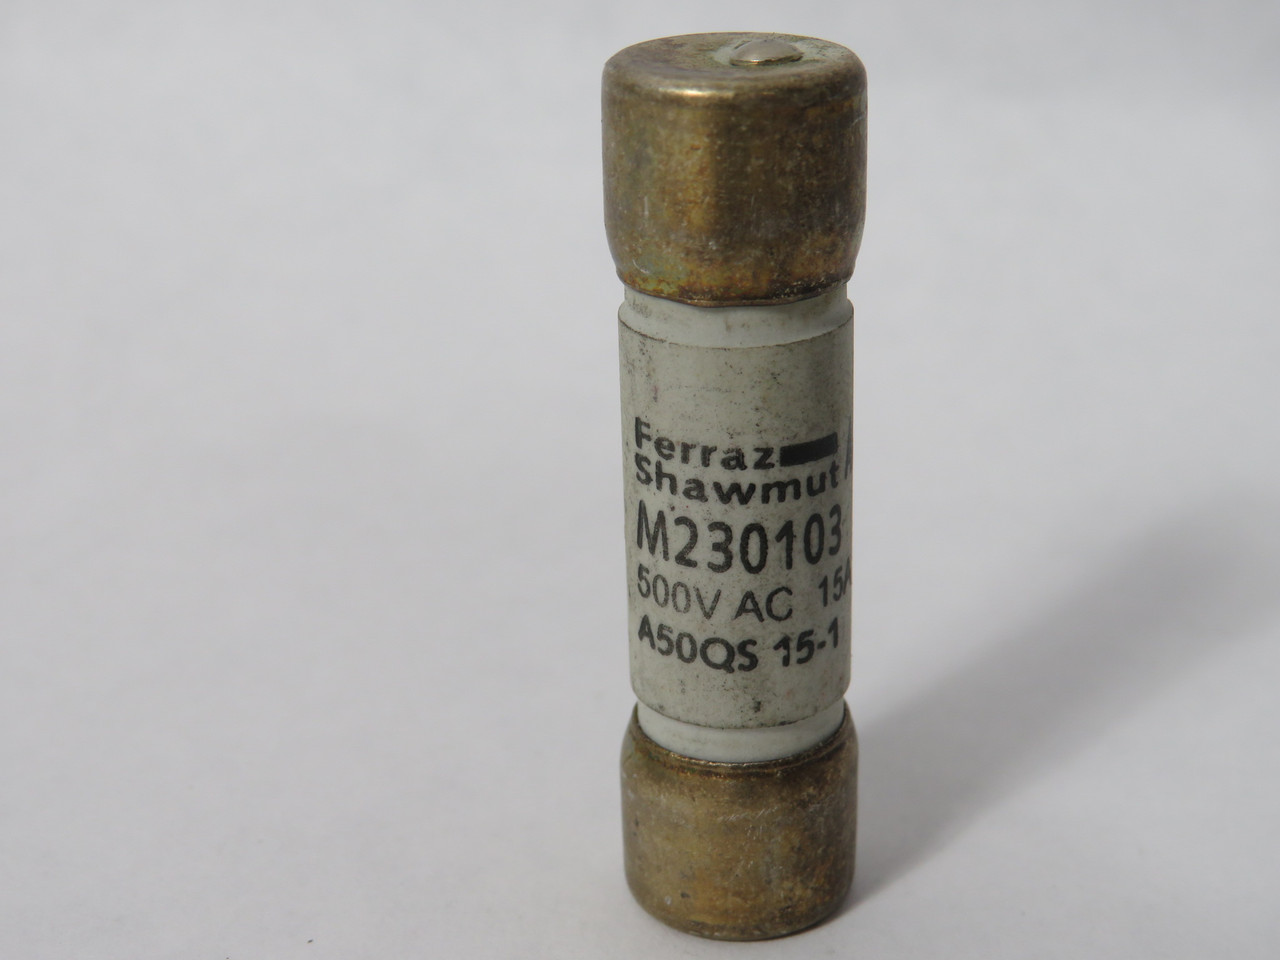 Ferraz
Shawmut
M230103
500V AC 15A
A50QS 15-1